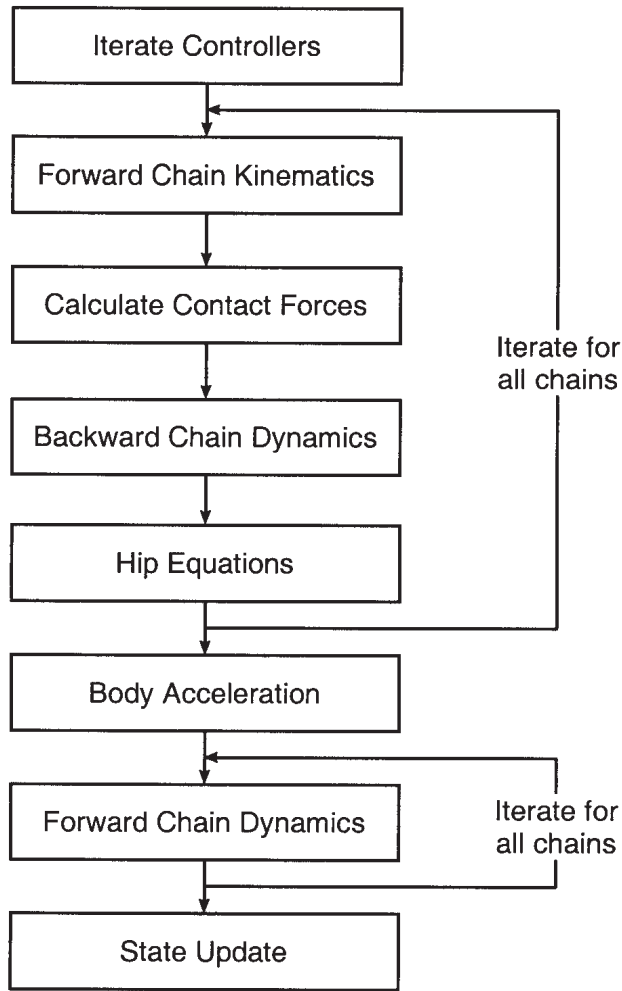 Iterate Controllers
Forward Chain Kinematics
Calculate Contact Forces
Iterate for
all chains
Backward Chain Dynamics
Hip Equations
Body Acceleration
Forward Chain Dynamics
Iterate for
all chains
State Update